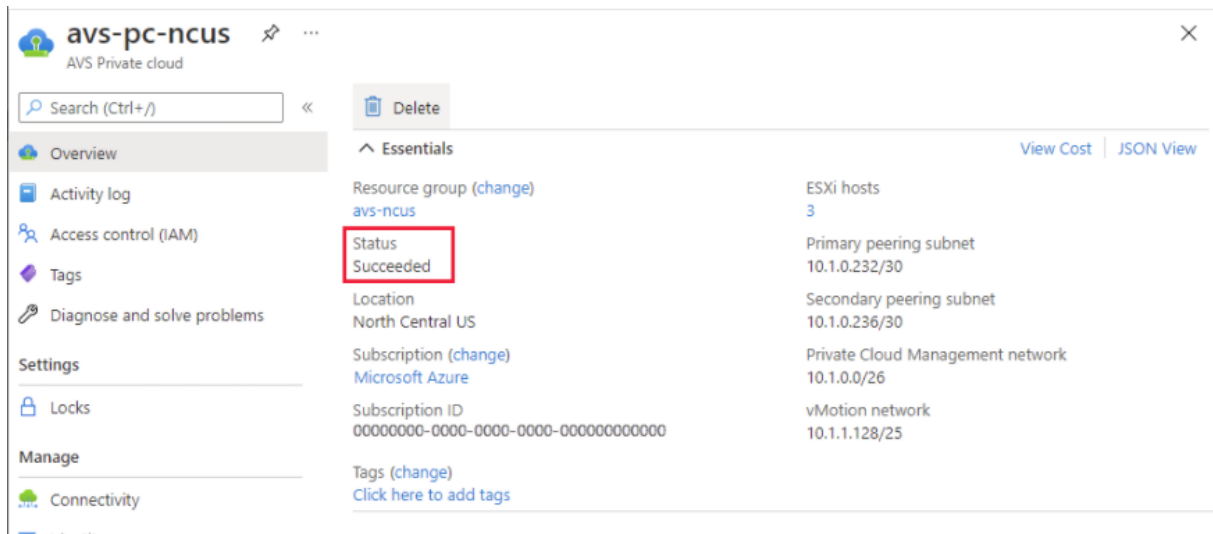 avs-pc-ncus
AVS Private cloud
Search (Ctrl+/)
Overview
Activity log
Access control (IAM)
Tags
Diagnose and solve problems
Settings
Locks
Manage
Connectivity
Delete
Essentials
View Cost
JSON View
Resource group (change)
avs-ncus
Status
Succeeded
Location
North Central US
Subscription (change)
Microsoft Azure
Subscription ID
00000000-0000-0000-0000-000000000000
Tags (change)
Click here to add tags
ESXi hosts
3
Primary peering subnet
10.1.0.232/30
Secondary peering subnet
10.1.0.236/30
Private Cloud Management network
10.1.0.0/26
vMotion network
10.1.1.128/25